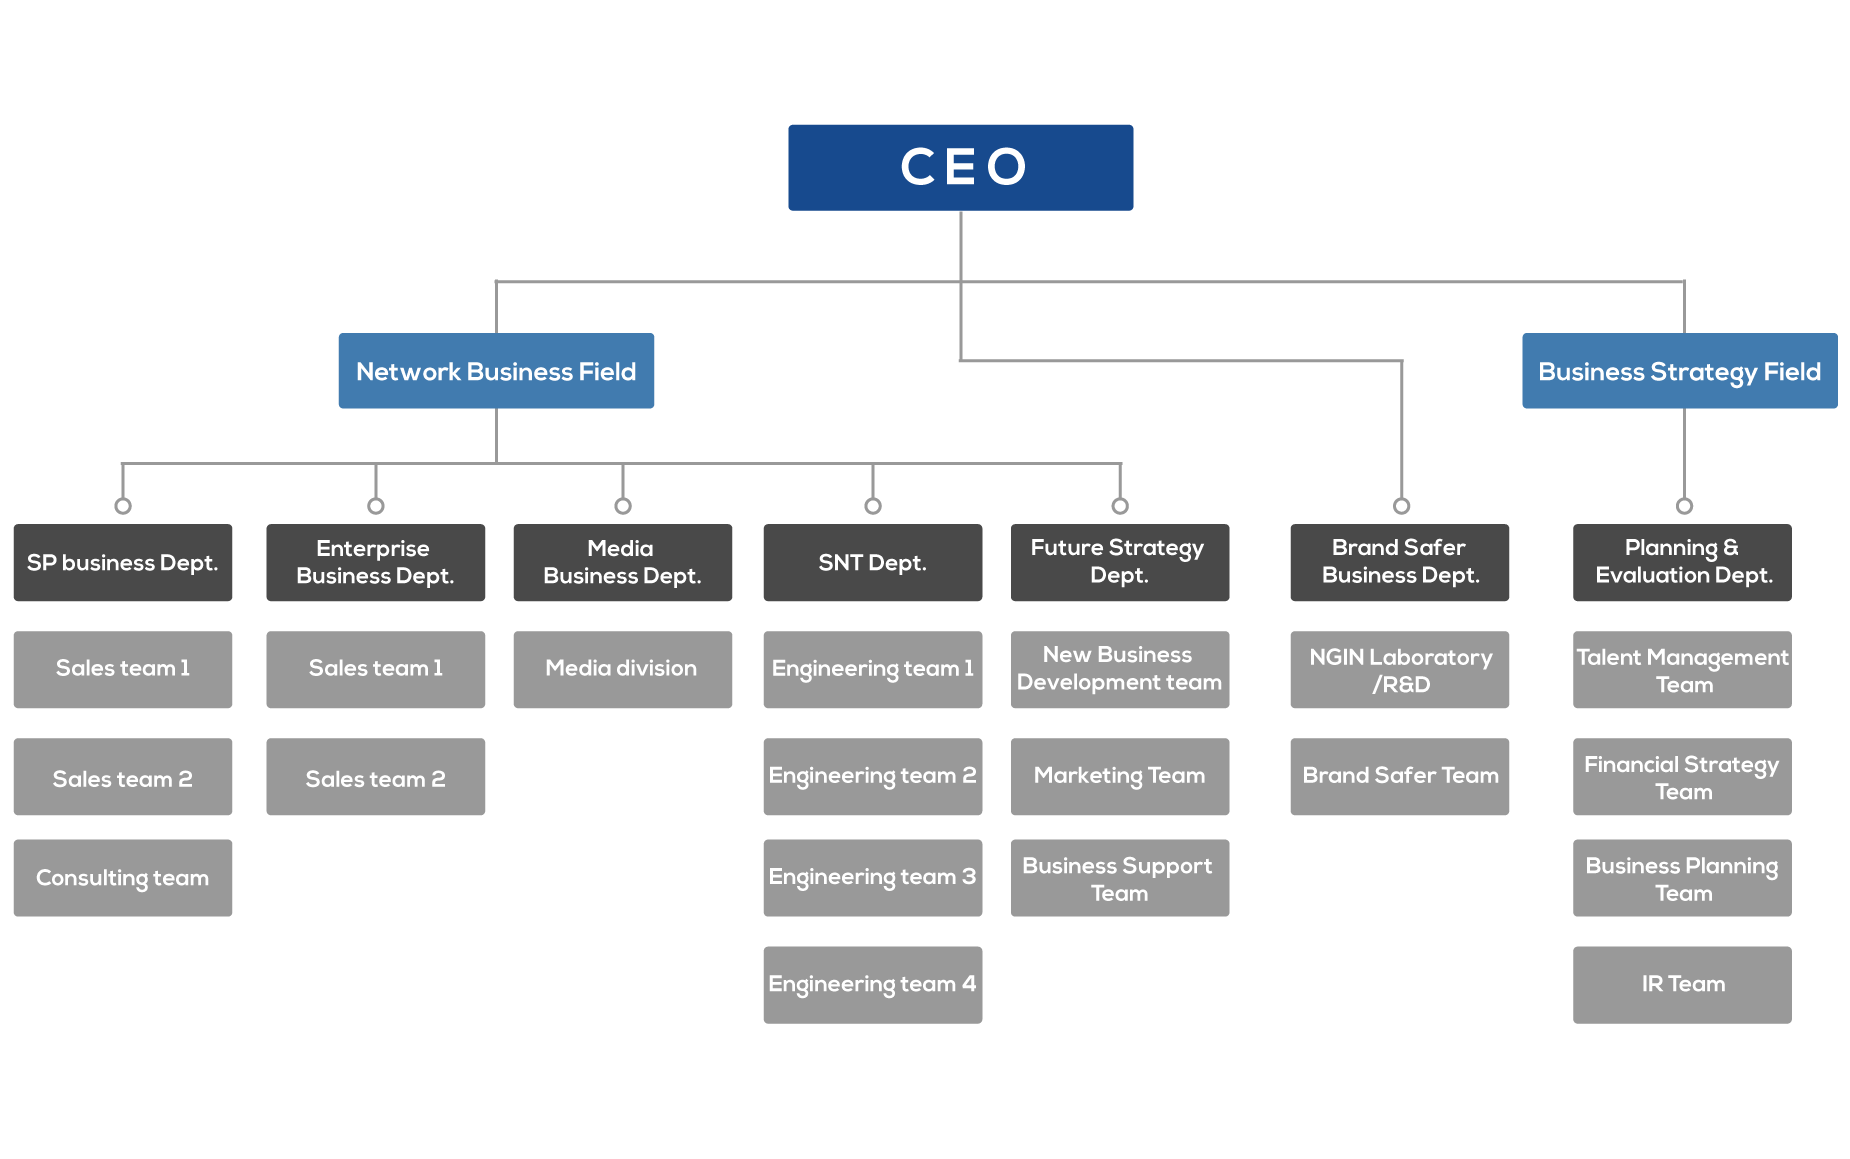 CEO
Network Business Field
Business Strategy Field
SP business Dept.
Enterprise
Business Dept.
Media
Business Dept.
SNT Dept.
Future Strategy
Dept.
Brand Safer
Business Dept.
Planning &
Evaluation Dept.
Sales team 1
Sales team 1
Media division
Engineering team 1
New Business
Development team
NGIN Laboratory
/R&D
Talent Management
Team
Sales team 2
Sales team 2
Engineering team 2
Marketing Team
Brand Safer Team
Financial Strategy
Team
Consulting team
Engineering team 3
Business Support
Team
Business Planning
Team
Engineering team 4
IR Team